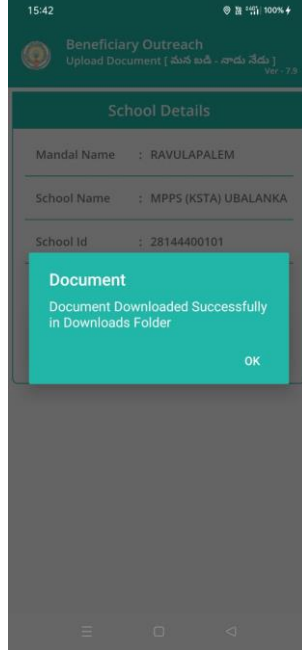 15:42
100%
Beneficiary Outreach
Upload Document [ మన బడి - నాడు నేడు ]
Ver - 7.9
School Details
Mandal Name : RAVULAPALEM
School Name : MPPS (KSTA) UBALANKA
School Id : 28144400101
Document
Document Downloaded Successfully
in Downloads Folder
OK